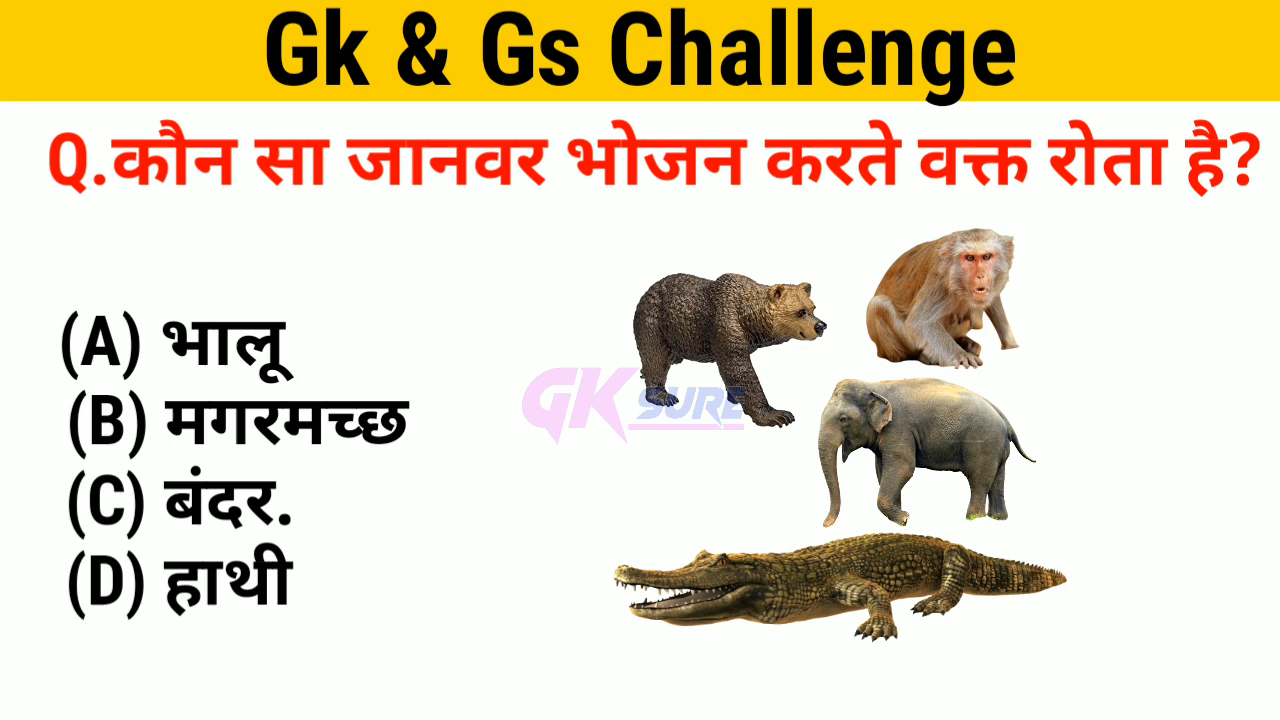 Gk & Gs Challenge
Q.कौन सा जानवर भोजन करते वक्त रोता है?
(A) भालू
(B) मगरमच्छ
(C) बंदर.
(D) हाथी
GK SURE